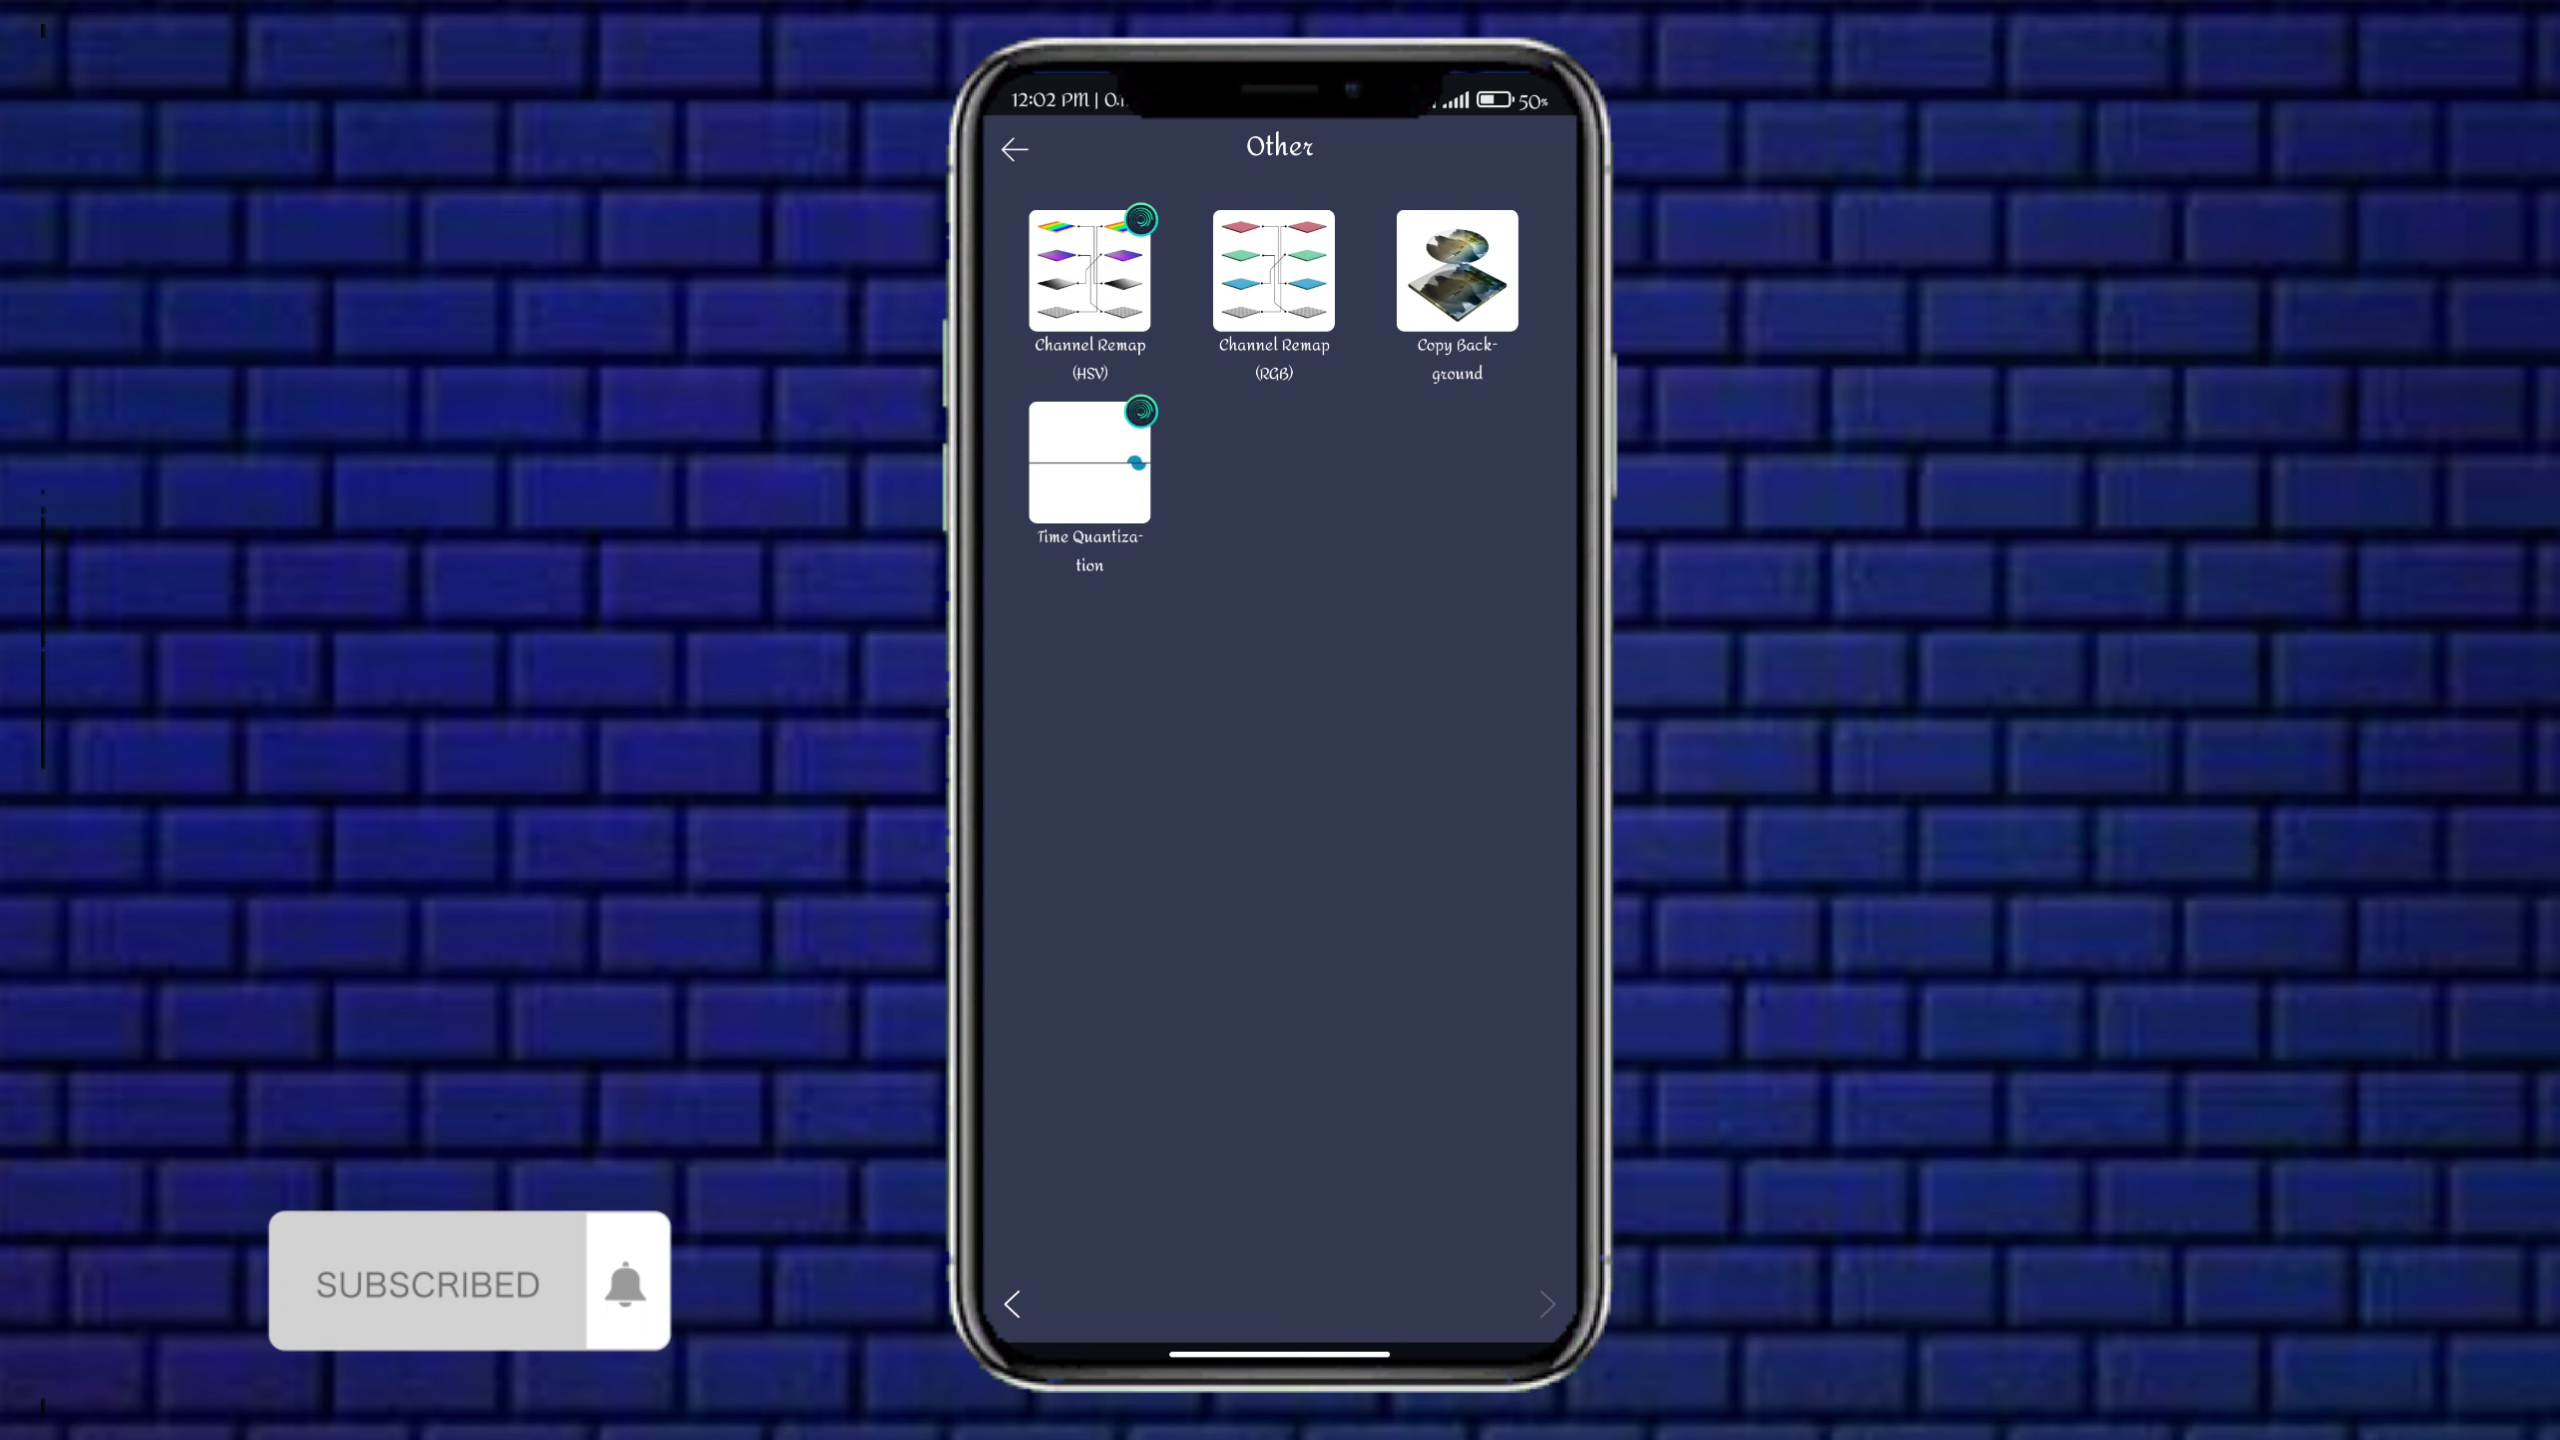 12:02 PM | 0.
50%
Other
Channel Remap
(HSV)
Channel Remap
(RGB)
Copy Back-
ground
Time Quantiza-
tion
SUBSCRIBED